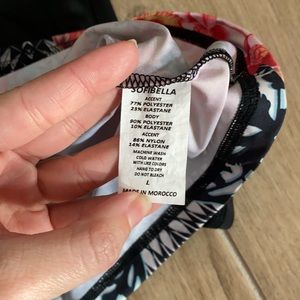 SOFIBELLA
ACCENT
77% POLYESTER
23% ELASTANE
BODY
90% POLYESTER
10% ELASTANE
ACCENT
86% NYLON
14% ELASTANE
MACHINE WASH
COLD WATER
WITH LIKE COLORS
HANG TO DRY
DO NOT BLEACH
L
MADE IN MOROCCO